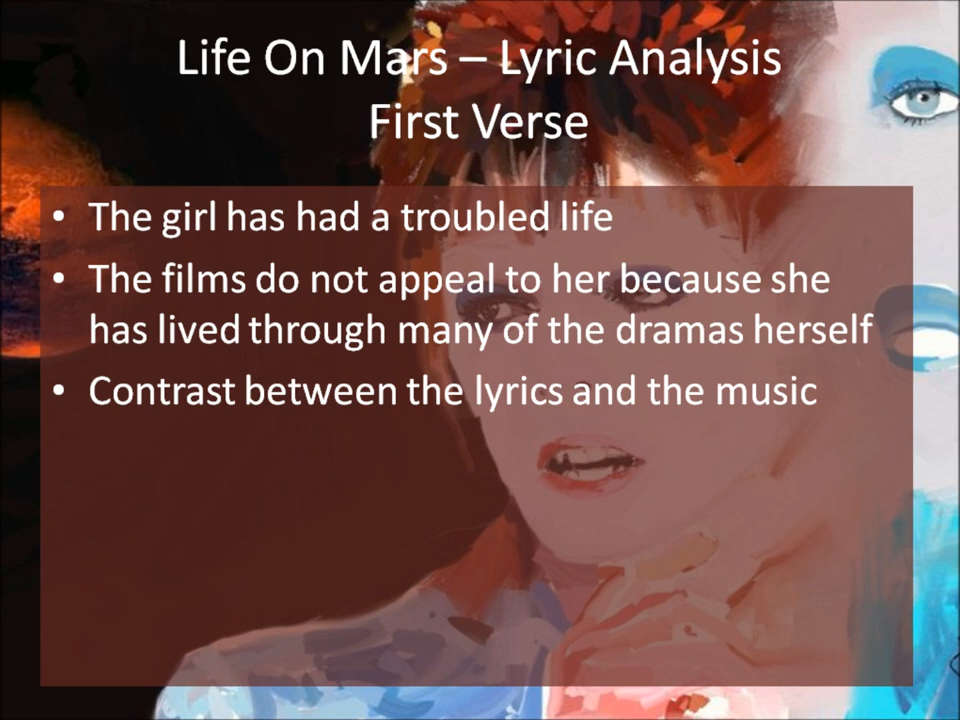 Life On Mars – Lyric Analysis
First Verse
• The girl has had a troubled life
• The films do not appeal to her because she
has lived through many of the dramas herself
• Contrast between the lyrics and the music